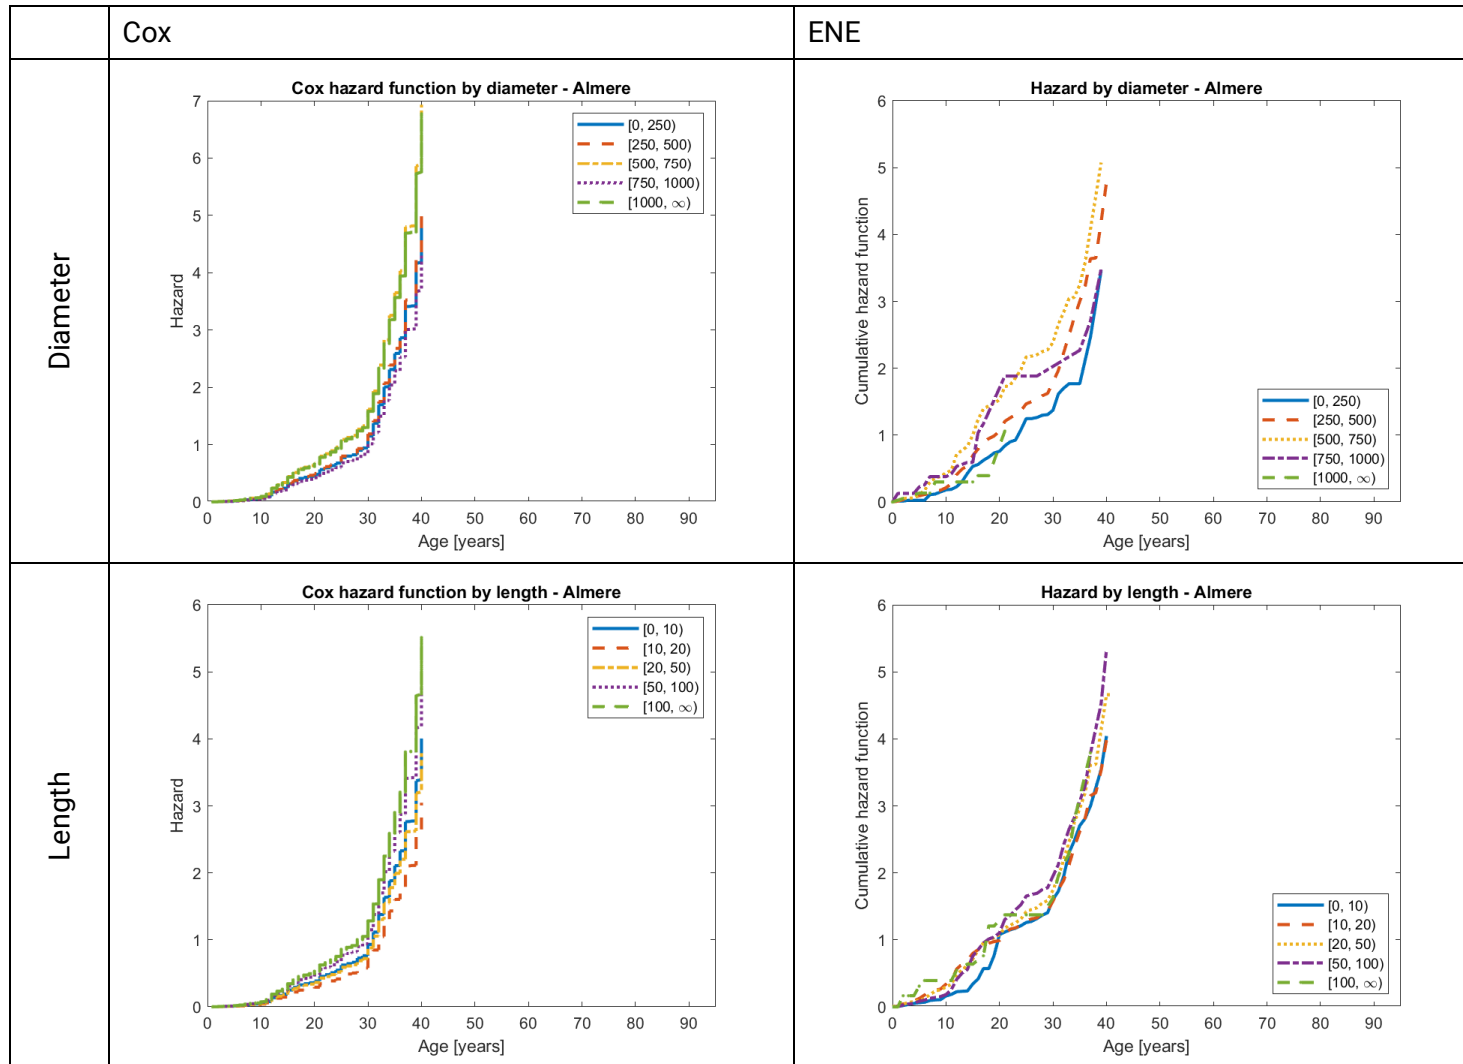 Cox
ENE
Diameter
Cox hazard function by diameter - Almere
Hazard
7
6
5
4
3
2
1
0
0 10 20 30 40 50 60 70 80 90
Age [years]
[0, 250)
[250, 500)
[500, 750)
[750, 1000)
[1000, ∞)
Hazard by diameter - Almere
Cumulative hazard function
6
5
4
3
2
1
0
0 10 20 30 40 50 60 70 80 90
Age [years]
[0, 250)
[250, 500)
[500, 750)
[750, 1000)
[1000, ∞)
Length
Cox hazard function by length - Almere
Hazard
6
5
4
3
2
1
0
0 10 20 30 40 50 60 70 80 90
Age [years]
[0, 10)
[10, 20)
[20, 50)
[50, 100)
[100, ∞)
Hazard by length - Almere
Cumulative hazard function
6
5
4
3
2
1
0
0 10 20 30 40 50 60 70 80 90
Age [years]
[0, 10)
[10, 20)
[20, 50)
[50, 100)
[100, ∞)